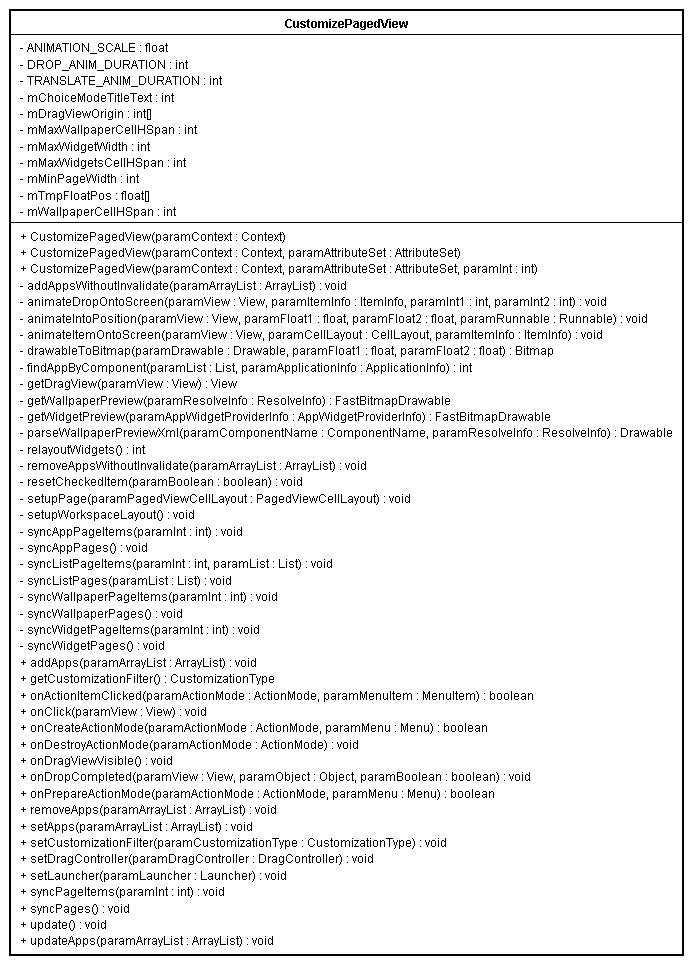 CustomizePagedView
- ANIMATION_SCALE : float
- DROP_ANIM_DURATION : int
- TRANSLATE_ANIM_DURATION : int
- mChoiceModeTitleText : int
- mDragViewOrigin : int[]
- mMaxWallpaperCellHSpan : int
- mMaxWidgetWidth : int
- mMaxWidgetsCellHSpan : int
- mMinPageWidth : int
- mTmpFloatPos : float[]
- mWallpaperCellHSpan : int
+ CustomizePagedView(paramContext : Context)
+ CustomizePagedView(paramContext : Context, paramAttributeSet : AttributeSet)
+ CustomizePagedView(paramContext : Context, paramAttributeSet : AttributeSet, paramInt : int)
- addAppsWithoutInvalidate(paramArrayList : ArrayList) : void
- animateDropOntoScreen(paramView : View, paramItemInfo : ItemInfo, paramInt1 : int, paramInt2 : int) : void
- animateIntoPosition(paramView : View, paramFloat1 : float, paramFloat2 : float, paramRunnable : Runnable) : void
- animateItemOntoScreen(paramView : View, paramCellLayout : CellLayout, paramItemInfo : ItemInfo) : void
- drawableToBitmap(paramDrawable : Drawable, paramFloat1 : float, paramFloat2 : float) : Bitmap
- findAppByComponent(paramList : List, paramApplicationInfo : ApplicationInfo) : int
- getDragView(paramView : View) : View
- getWallpaperPreview(paramResolveInfo : ResolveInfo) : FastBitmapDrawable
- getWidgetPreview(paramAppWidgetProviderInfo : AppWidgetProviderInfo) : FastBitmapDrawable
- parseWallpaperPreviewXml(paramComponentName : ComponentName, paramResolveInfo : ResolveInfo) : Drawable
- relayoutWidgets() : int
- removeAppsWithoutInvalidate(paramArrayList : ArrayList) : void
- resetCheckedItem(paramBoolean : boolean) : void
- setupPage(paramPagedViewCellLayout : PagedViewCellLayout) : void
- setupWorkspaceLayout() : void
- syncAppPageItems(paramInt : int) : void
- syncAppPages() : void
- syncListPageItems(paramInt : int, paramList : List) : void
- syncListPages(paramList : List) : void
- syncWallpaperPageItems(paramInt : int) : void
- syncWallpaperPages() : void
- syncWidgetPageItems(paramInt : int) : void
- syncWidgetPages() : void
+ addApps(paramArrayList : ArrayList) : void
+ getCustomizationFilter() : CustomizationType
+ onActionItemClicked(paramActionMode : ActionMode, paramMenuItem : MenuItem) : boolean
+ onClick(paramView : View) : void
+ onCreateActionMode(paramActionMode : ActionMode, paramMenu : Menu) : boolean
+ onDestroyActionMode(paramActionMode : ActionMode) : void
+ onDragViewVisible() : void
+ onDropCompleted(paramView : View, paramObject : Object, paramBoolean : boolean) : void
+ onPrepareActionMode(paramActionMode : ActionMode, paramMenu : Menu) : boolean
+ removeApps(paramArrayList : ArrayList) : void
+ setApps(paramArrayList : ArrayList) : void
+ setCustomizationFilter(paramCustomizationType : CustomizationType) : void
+ setDragController(paramDragController : DragController) : void
+ setLauncher(paramLauncher : Launcher) : void
+ syncPageItems(paramInt : int) : void
+ syncPages() : void
+ update() : void
+ updateApps(paramArrayList : ArrayList) : void